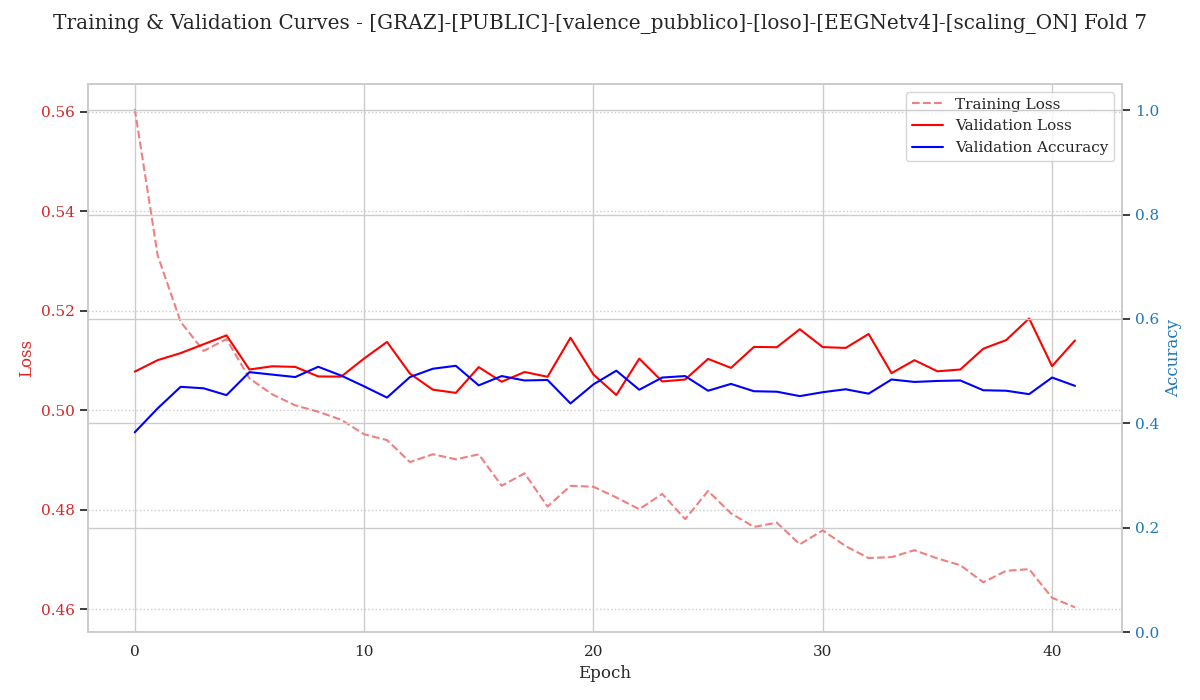 Training & Validation Curves - [GRAZ]-[PUBLIC]-[valence_pubblico]-[loso]-[EEGNetv4]-[scaling_ON] Fold 7
Training Loss
Validation Loss
Validation Accuracy
0.56
0.54
0.52
0.50
0.48
0.46
Loss
1.0
0.8
0.6
0.4
0.2
0.0
Accuracy
0
10
20
30
40
Epoch